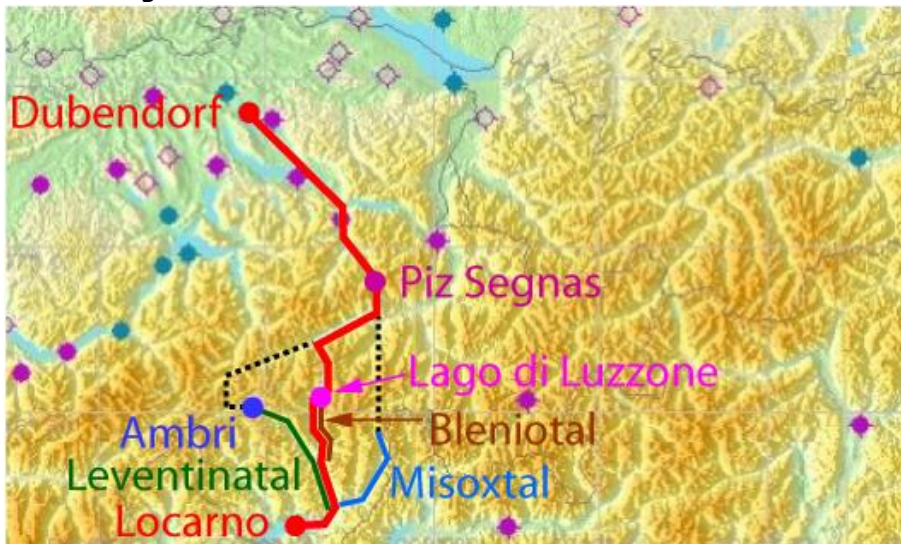 Dubendorf
Piz Segnas
Lago di Luzzone
Ambri
Bleniotal
Leventinatal
Misoxtal
Locarno